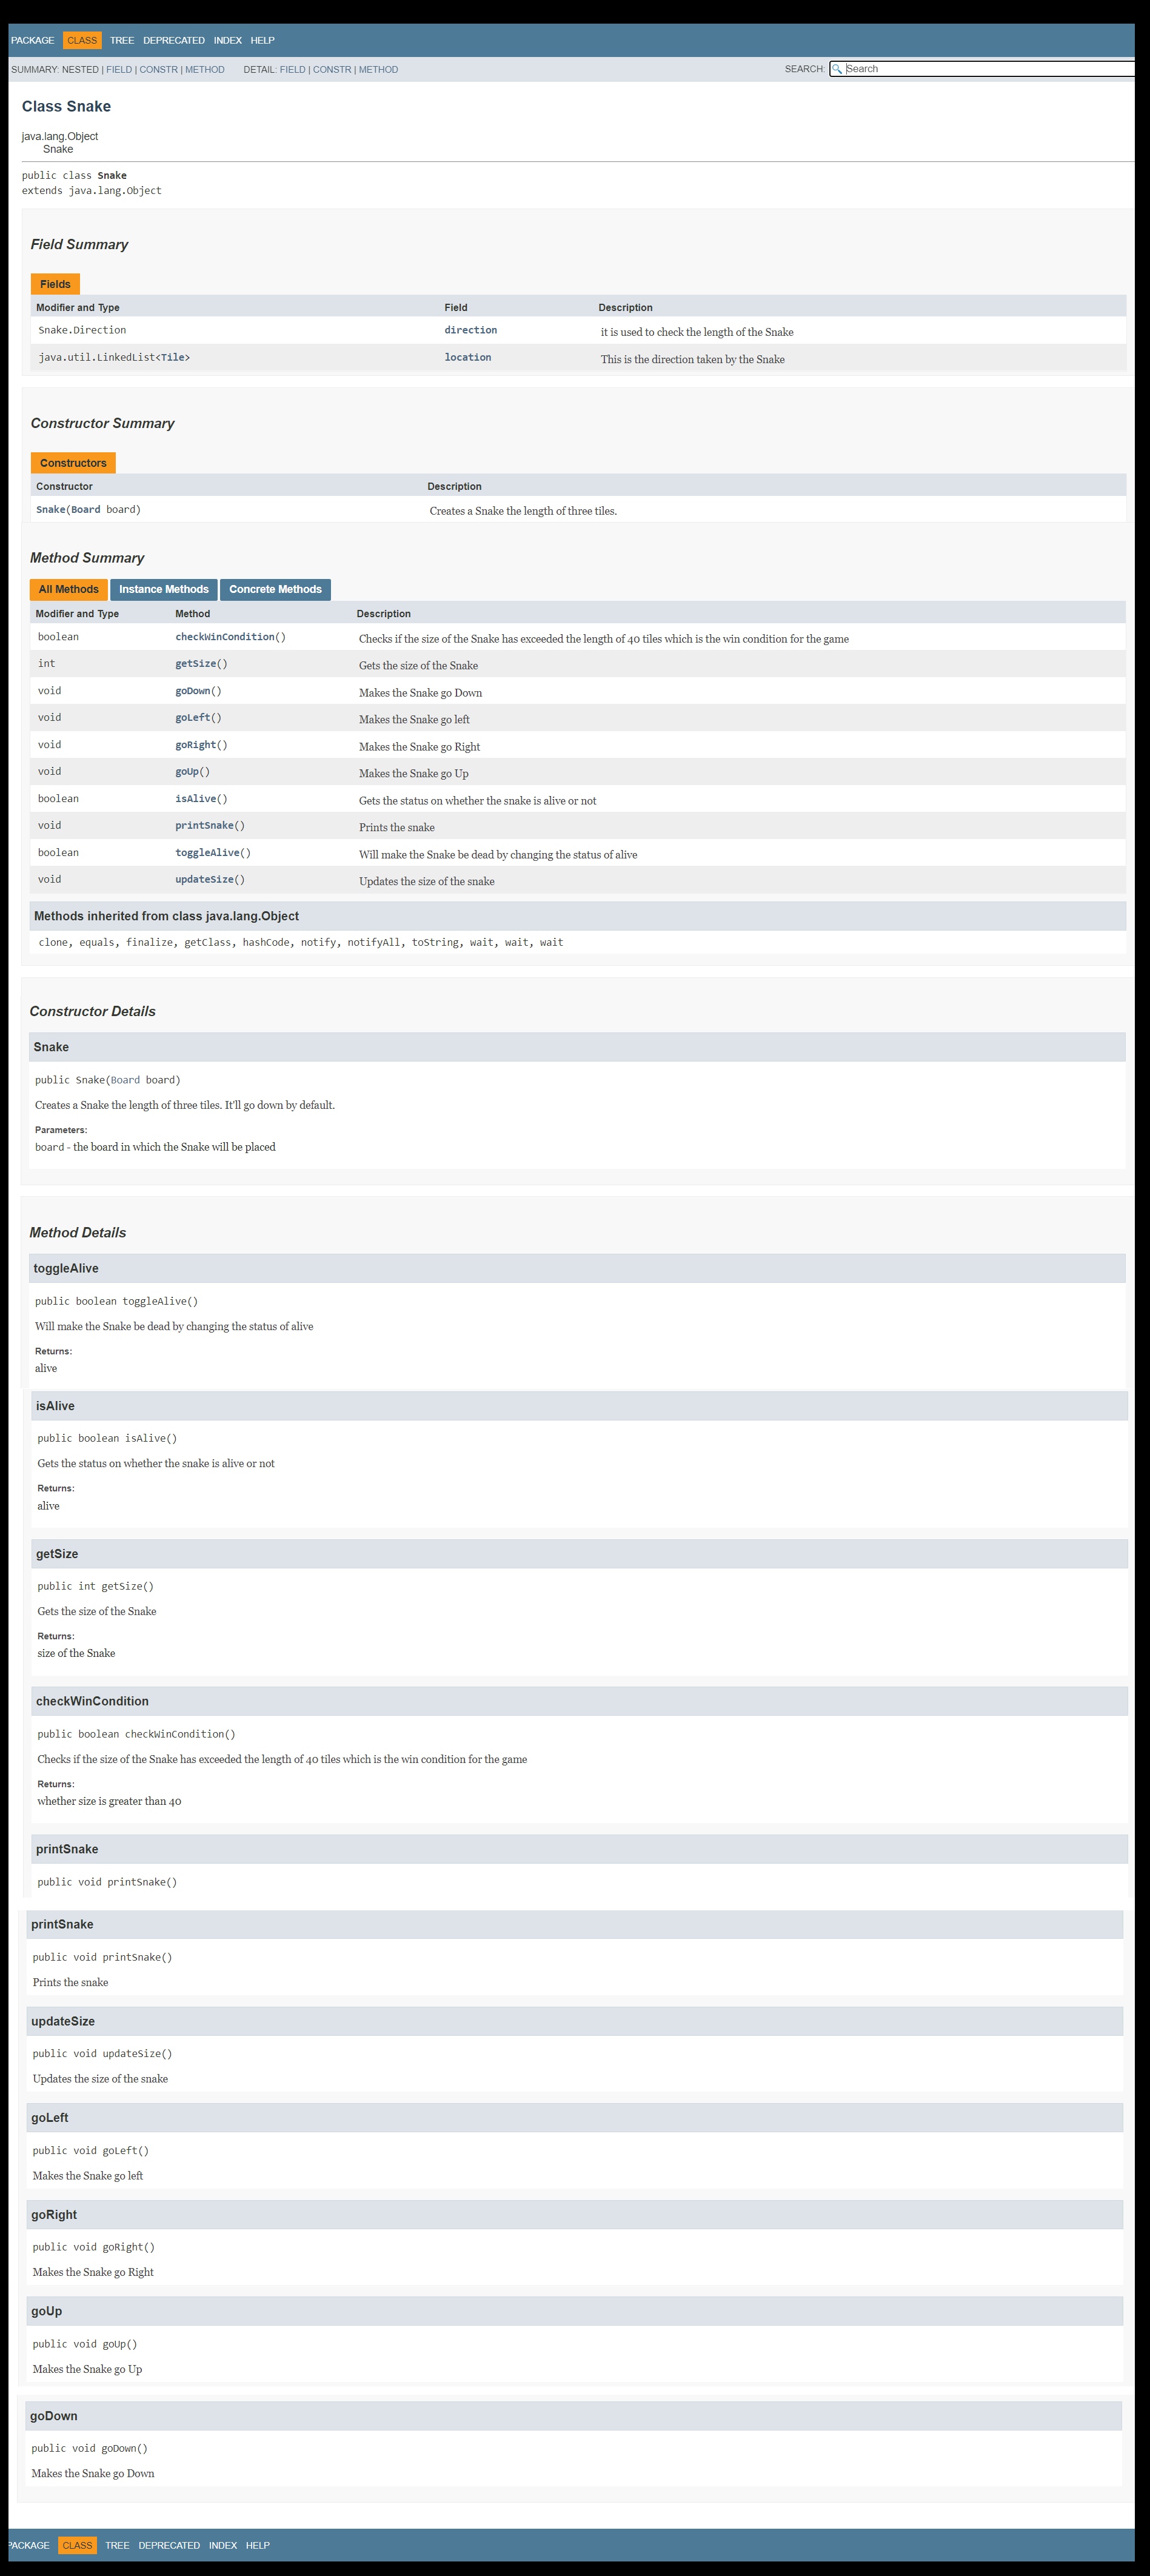 PACKAGE CLASS TREE DEPRECATED INDEX HELP
SUMMARY: NESTED | FIELD | CONSTR | METHOD DETAIL: FIELD | CONSTR | METHOD SEARCH: Search
Class Snake
java.lang.Object
Snake
public class Snake
extends java.lang.Object
Field Summary
Fields
Modifier and Type Field Description
Snake.Direction direction it is used to check the length of the Snake
java.util.LinkedList<Tile> location This is the direction taken by the Snake
Constructor Summary
Constructors
Constructor Description
Snake(Board board) Creates a Snake the length of three tiles.
Method Summary
All Methods Instance Methods Concrete Methods
Modifier and Type Method Description
boolean checkWinCondition() Checks if the size of the Snake has exceeded the length of 40 tiles which is the win condition for the game
int getSize() Gets the size of the Snake
void goDown() Makes the Snake go Down
void goLeft() Makes the Snake go left
void goRight() Makes the Snake go Right
void goUp() Makes the Snake go Up
boolean isAlive() Gets the status on whether the snake is alive or not
void printSnake() Prints the snake
boolean toggleAlive() Will make the Snake be dead by changing the status of alive
void updateSize() Updates the size of the snake
Methods inherited from class java.lang.Object
clone, equals, finalize, getClass, hashCode, notify, notifyAll, toString, wait, wait, wait
Constructor Details
Snake
public Snake(Board board)
Creates a Snake the length of three tiles. It'll go down by default.
Parameters:
board - the board in which the Snake will be placed
Method Details
toggleAlive
public boolean toggleAlive()
Will make the Snake be dead by changing the status of alive
Returns:
alive
isAlive
public boolean isAlive()
Gets the status on whether the snake is alive or not
Returns:
alive
getSize
public int getSize()
Gets the size of the Snake
Returns:
size of the Snake
checkWinCondition
public boolean checkWinCondition()
Checks if the size of the Snake has exceeded the length of 40 tiles which is the win condition for the game
Returns:
whether size is greater than 40
printSnake
public void printSnake()
printSnake
public void printSnake()
Prints the snake
updateSize
public void updateSize()
Updates the size of the snake
goLeft
public void goLeft()
Makes the Snake go left
goRight
public void goRight()
Makes the Snake go Right
goUp
public void goUp()
Makes the Snake go Up
goDown
public void goDown()
Makes the Snake go Down
PACKAGE CLASS TREE DEPRECATED INDEX HELP